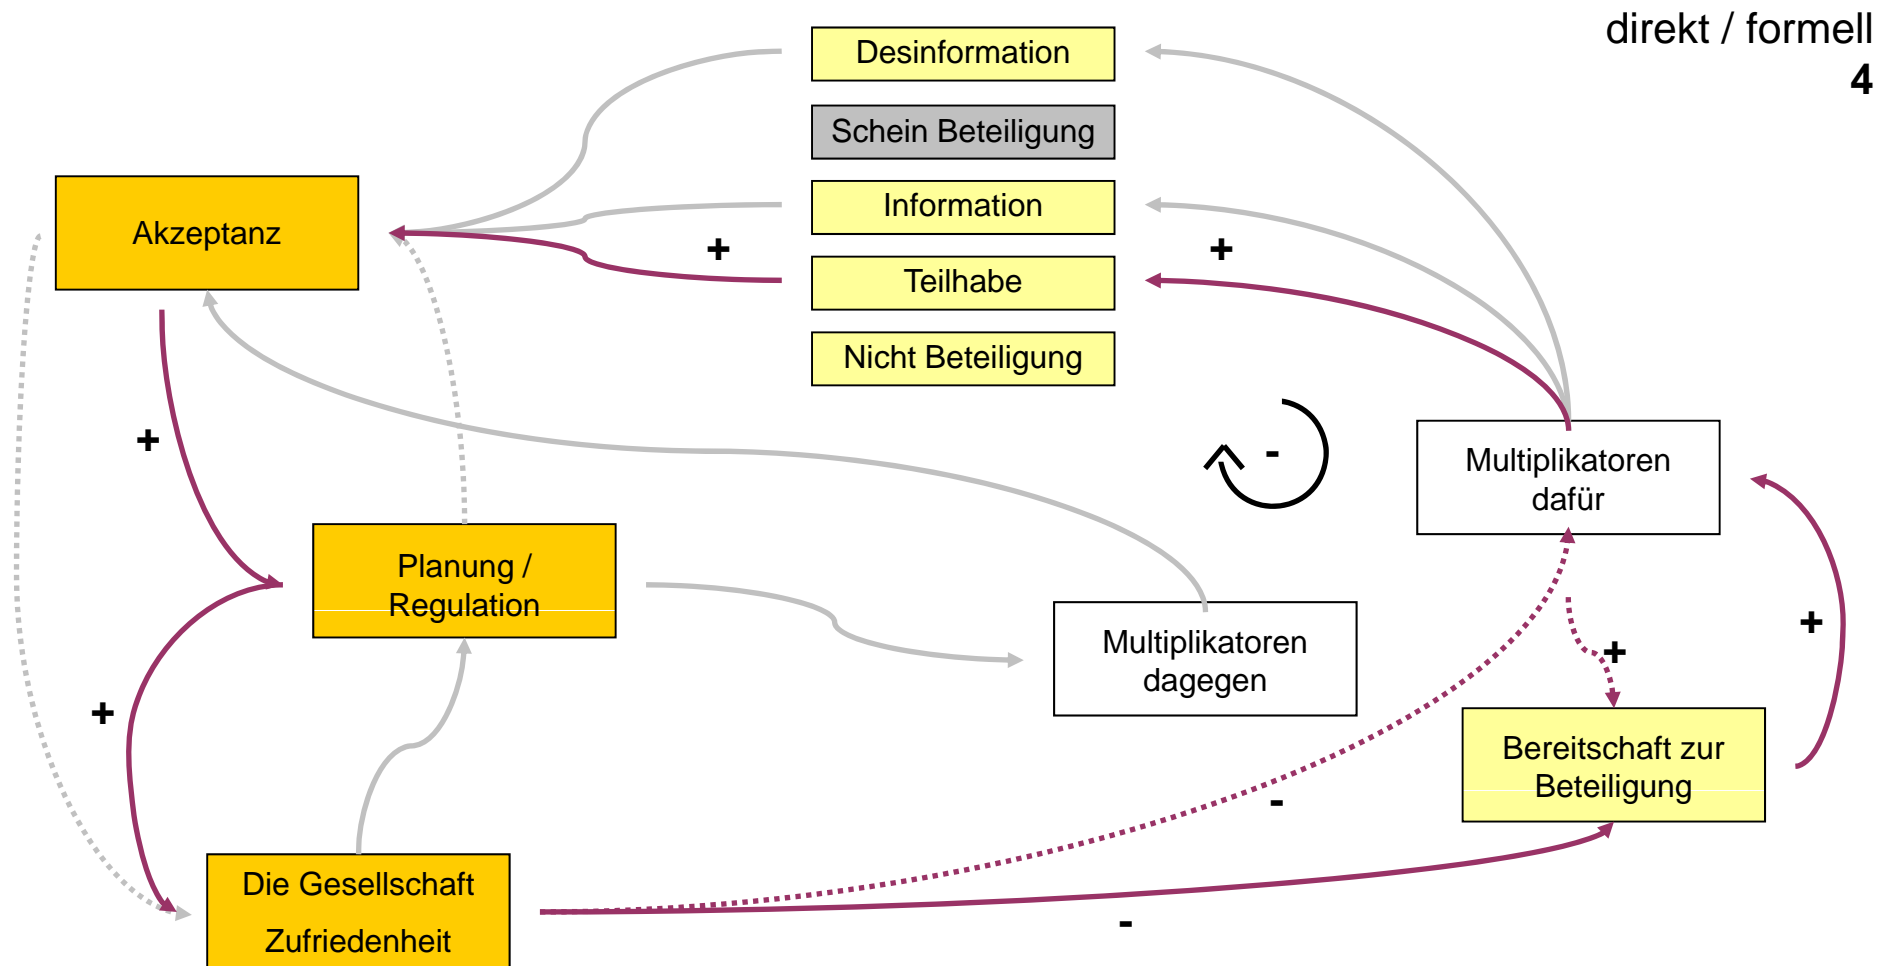 direkt / formell
4
Desinformation
Schein Beteiligung
Information
Teilhabe
Nicht Beteiligung
Akzeptanz
+
+
+
-
Multiplikatoren
dafür
Planung /
Regulation
Multiplikatoren
dagegen
+
+
+
Bereitschaft zur
Beteiligung
-
-
Die Gesellschaft
Zufriedenheit